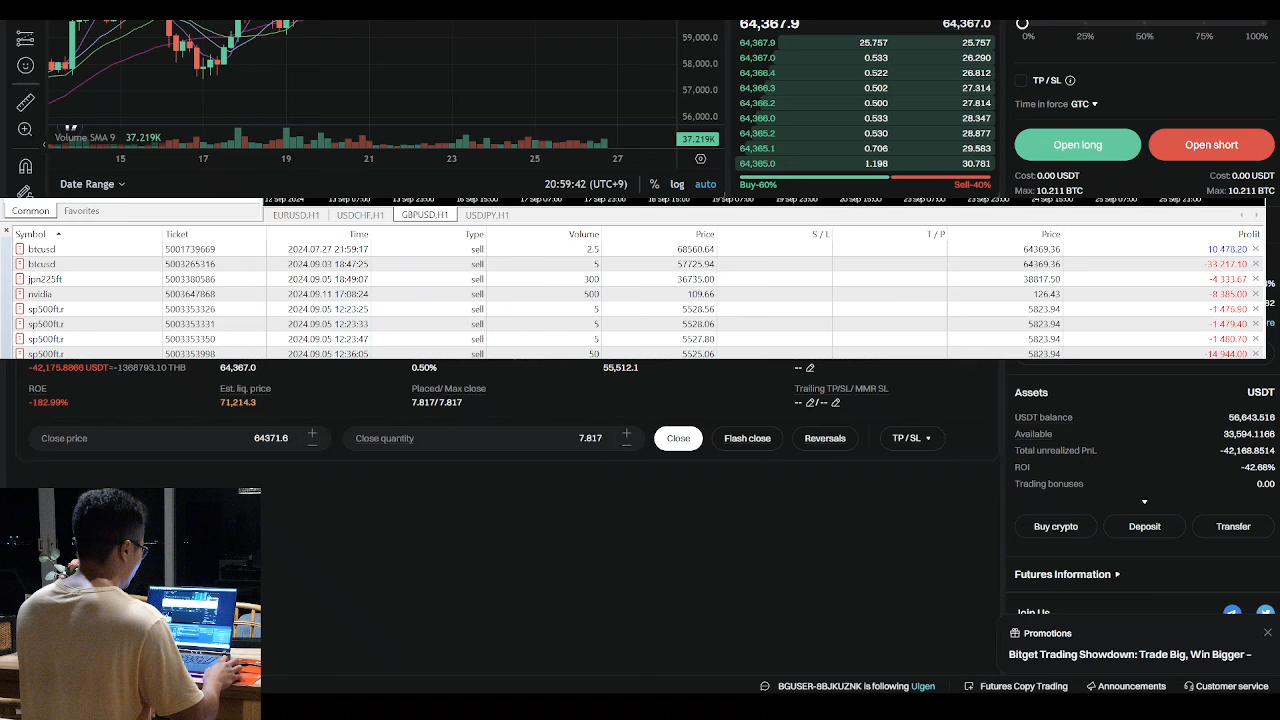 64,367.9 64,367.0
59,000.0
58,000.0
57,000.0
56,000.0
Volume SMA 9 37.219K
37.219K
15 17 19 21 23 25 27
Date Range 20:59:42 (UTC+9) % log auto
64,367.9 25.757 25.757
64,367.0 0.533 26.290
64,366.4 0.522 26.812
64,366.3 0.502 27.314
64,366.2 0.500 27.814
64,366.0 0.533 28.347
64,365.2 0.530 28.877
64,365.1 0.706 29.583
64,365.0 1.198 30.781
Buy-60% Sell-40%
0% 25% 50% 75% 100%
TP / SL
Time in force GTC
Open long Open short
Cost: 0.00 USDT Cost: 0.00 USDT
Max: 10.211 BTC Max: 10.211 BTC
Common Favorites
EURUSD,H1 USDCHF,H1 GBPUSD,H1 USDJPY,H1
Symbol Ticket Time Type Volume Price S / L T / P Price Profit
btcusd 5001739669 2024.07.27 21:59:17 sell 2.5 68560.64 64369.36 10 478.20
btcusd 5003265316 2024.09.03 18:47:25 sell 5 57725.94 64369.36 -33 217.10
jpn225ft 5003380586 2024.09.05 18:49:07 sell 300 36735.00 38817.50 -4 333.67
nvidia 5003647868 2024.09.11 17:08:24 sell 500 109.66 126.43 -8 385.00
sp500ft.r 5003353326 2024.09.05 12:23:25 sell 5 5528.56 5823.94 -1 476.90
sp500ft.r 5003353331 2024.09.05 12:23:33 sell 5 5528.06 5823.94 -1 479.40
sp500ft.r 5003353350 2024.09.05 12:23:47 sell 5 5527.80 5823.94 -1 480.70
sp500ft.r 5003353998 2024.09.05 12:36:05 sell 50 5525.06 5823.94 -14 944.00
-42,175.8866 USDT≈-1368793.10 THB 64,367.0 0.50% 55,512.1 --
ROE Est. liq. price Placed/ Max close Trailing TP/SL/ MMR SL
-182.99% 71,214.3 7.817/ 7.817 -- / --
Close price 64371.6 Close quantity 7.817 Close Flash close Reversals TP / SL
Assets USDT
USDT balance 56,643.516
Available 33,594.1166
Total unrealized PnL -42,168.8514
ROI -42.68%
Trading bonuses 0.00
Buy crypto Deposit Transfer
Futures Information
Join Us
Promotions
Bitget Trading Showdown: Trade Big, Win Bigger –
BGUSER-8BJKUZNK is following Ulgen Futures Copy Trading Announcements Customer service